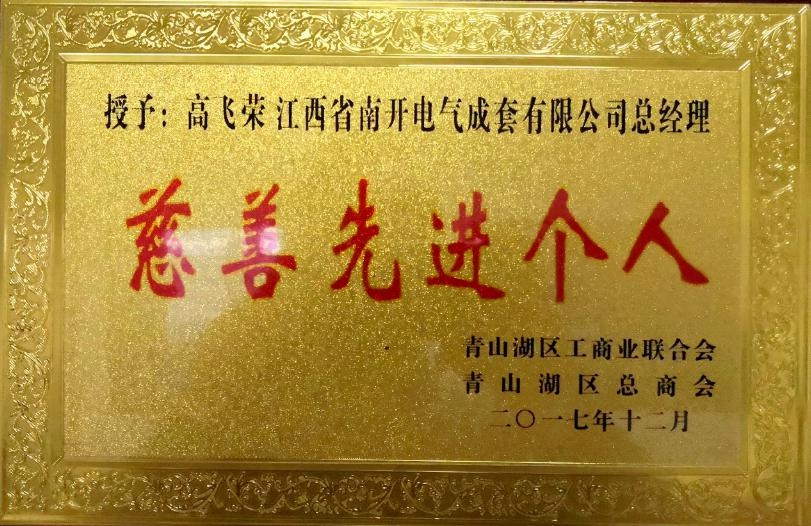 授予：高飞荣 江西省南开电气成套有限公司总经理
慈善先进个人
青山湖区工商业联合会
青山湖区总商会
二〇一七年十二月